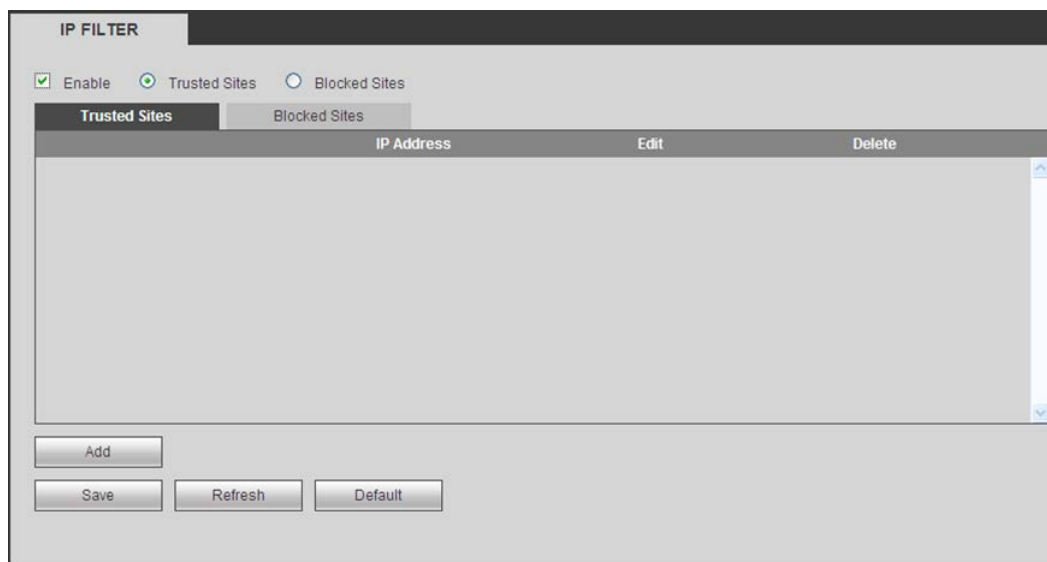 IP FILTER
Enable Trusted Sites Blocked Sites
Trusted Sites Blocked Sites
IP Address Edit Delete
Add
Save Refresh Default